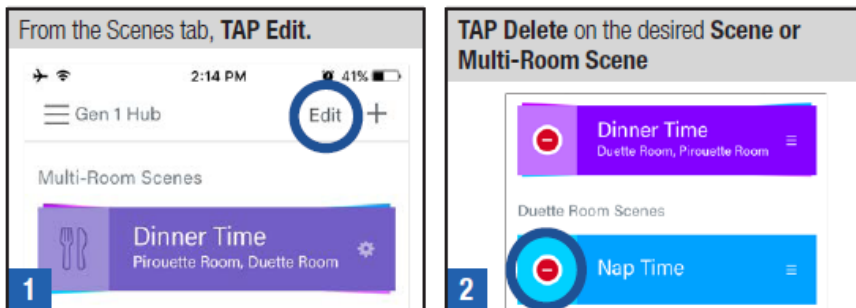 From the Scenes tab, TAP Edit.
2:14 PM
41%
Gen 1 Hub
Edit
Multi-Room Scenes
Dinner Time
Pirouette Room, Duette Room
1
TAP Delete on the desired Scene or
Multi-Room Scene
Dinner Time
Duette Room, Pirouette Room
Duette Room Scenes
Nap Time
2